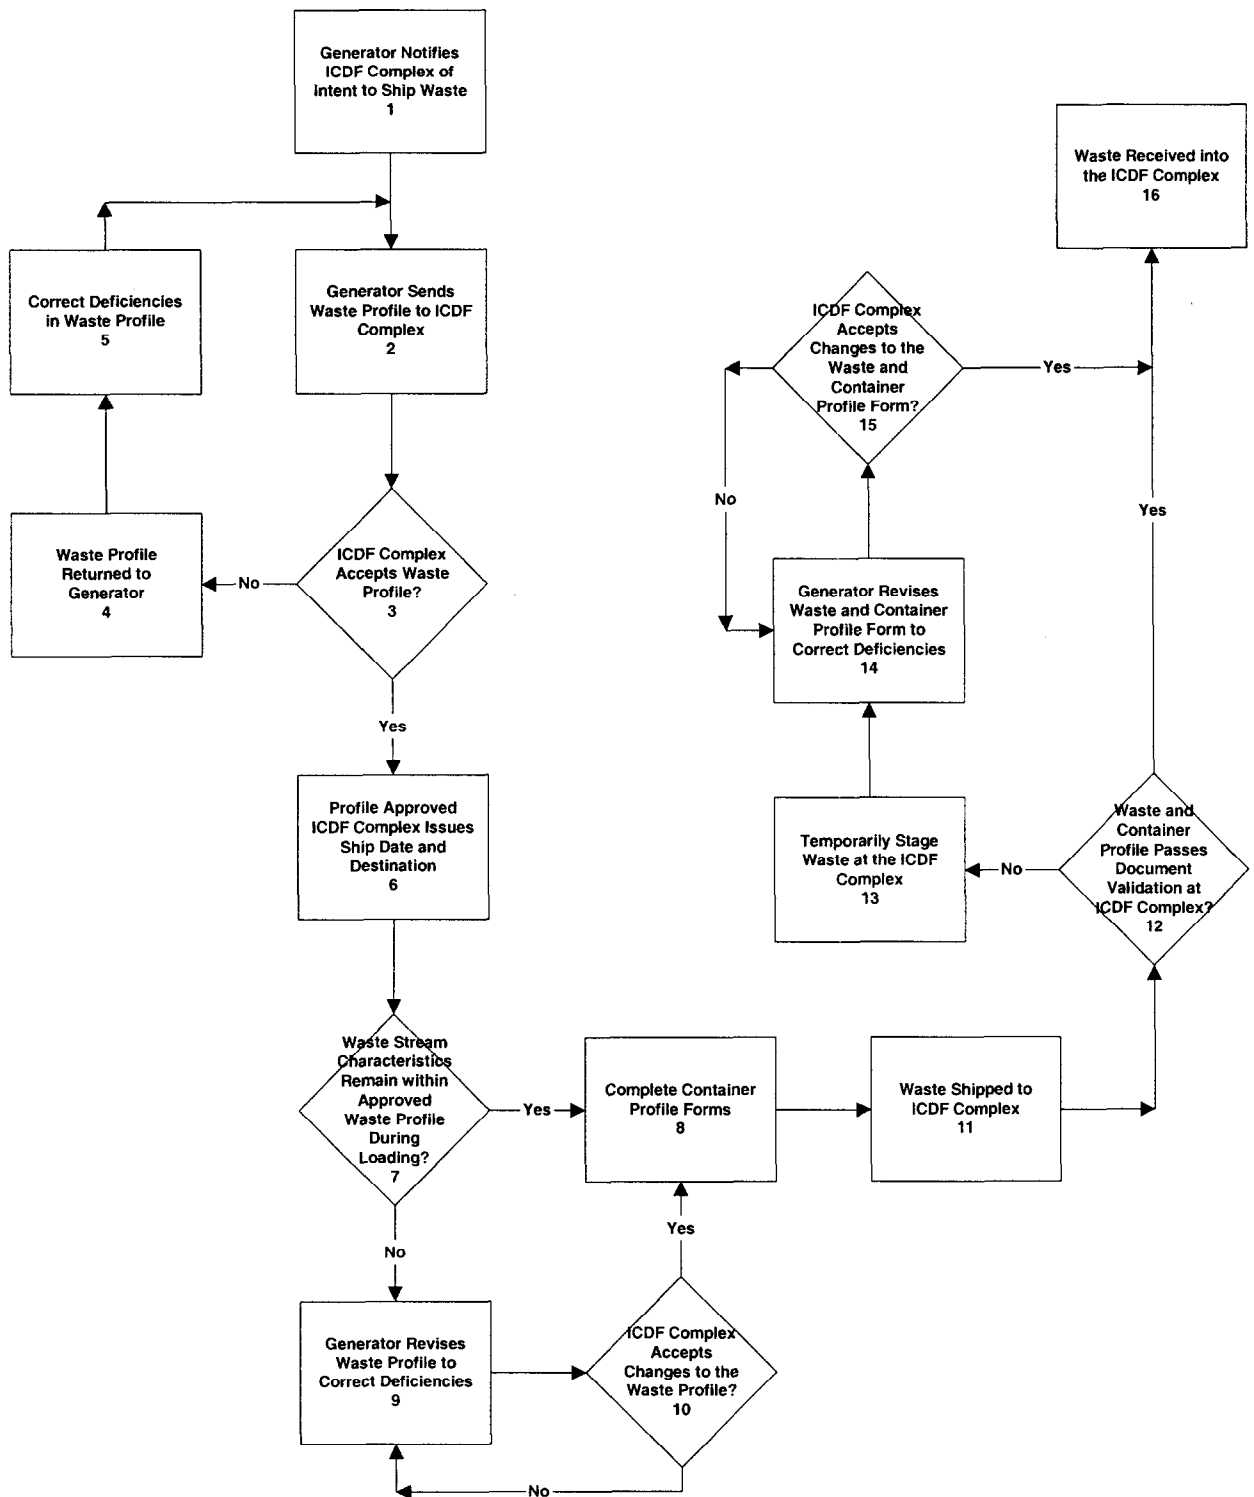 Generator Notifies
ICDF Complex of
Intent to Ship Waste
1
Generator Sends
Waste Profile to ICDF
Complex
2
Correct Deficiencies
in Waste Profile
5
Waste Profile
Returned to
Generator
4
No
ICDF Complex
Accepts Waste
Profile?
3
Yes
Profile Approved
ICDF Complex Issues
Ship Date and
Destination
6
Waste Stream
Characteristics
Remain within
Approved
Waste Profile
During
Loading?
7
Yes
No
Complete Container
Profile Forms
8
Yes
Generator Revises
Waste Profile to
Correct Deficiencies
9
ICDF Complex
Accepts
Changes to the
Waste Profile?
10
No
Waste Shipped to
ICDF Complex
11
Waste and
Container
Profile Passes
Document
Validation at
ICDF Complex?
12
No
Yes
Temporarily Stage
Waste at the ICDF
Complex
13
Generator Revises
Waste and Container
Profile Form to
Correct Deficiencies
14
ICDF Complex
Accepts
Changes to the
Waste and
Container
Profile Form?
15
No
Yes
Waste Received into
the ICDF Complex
16